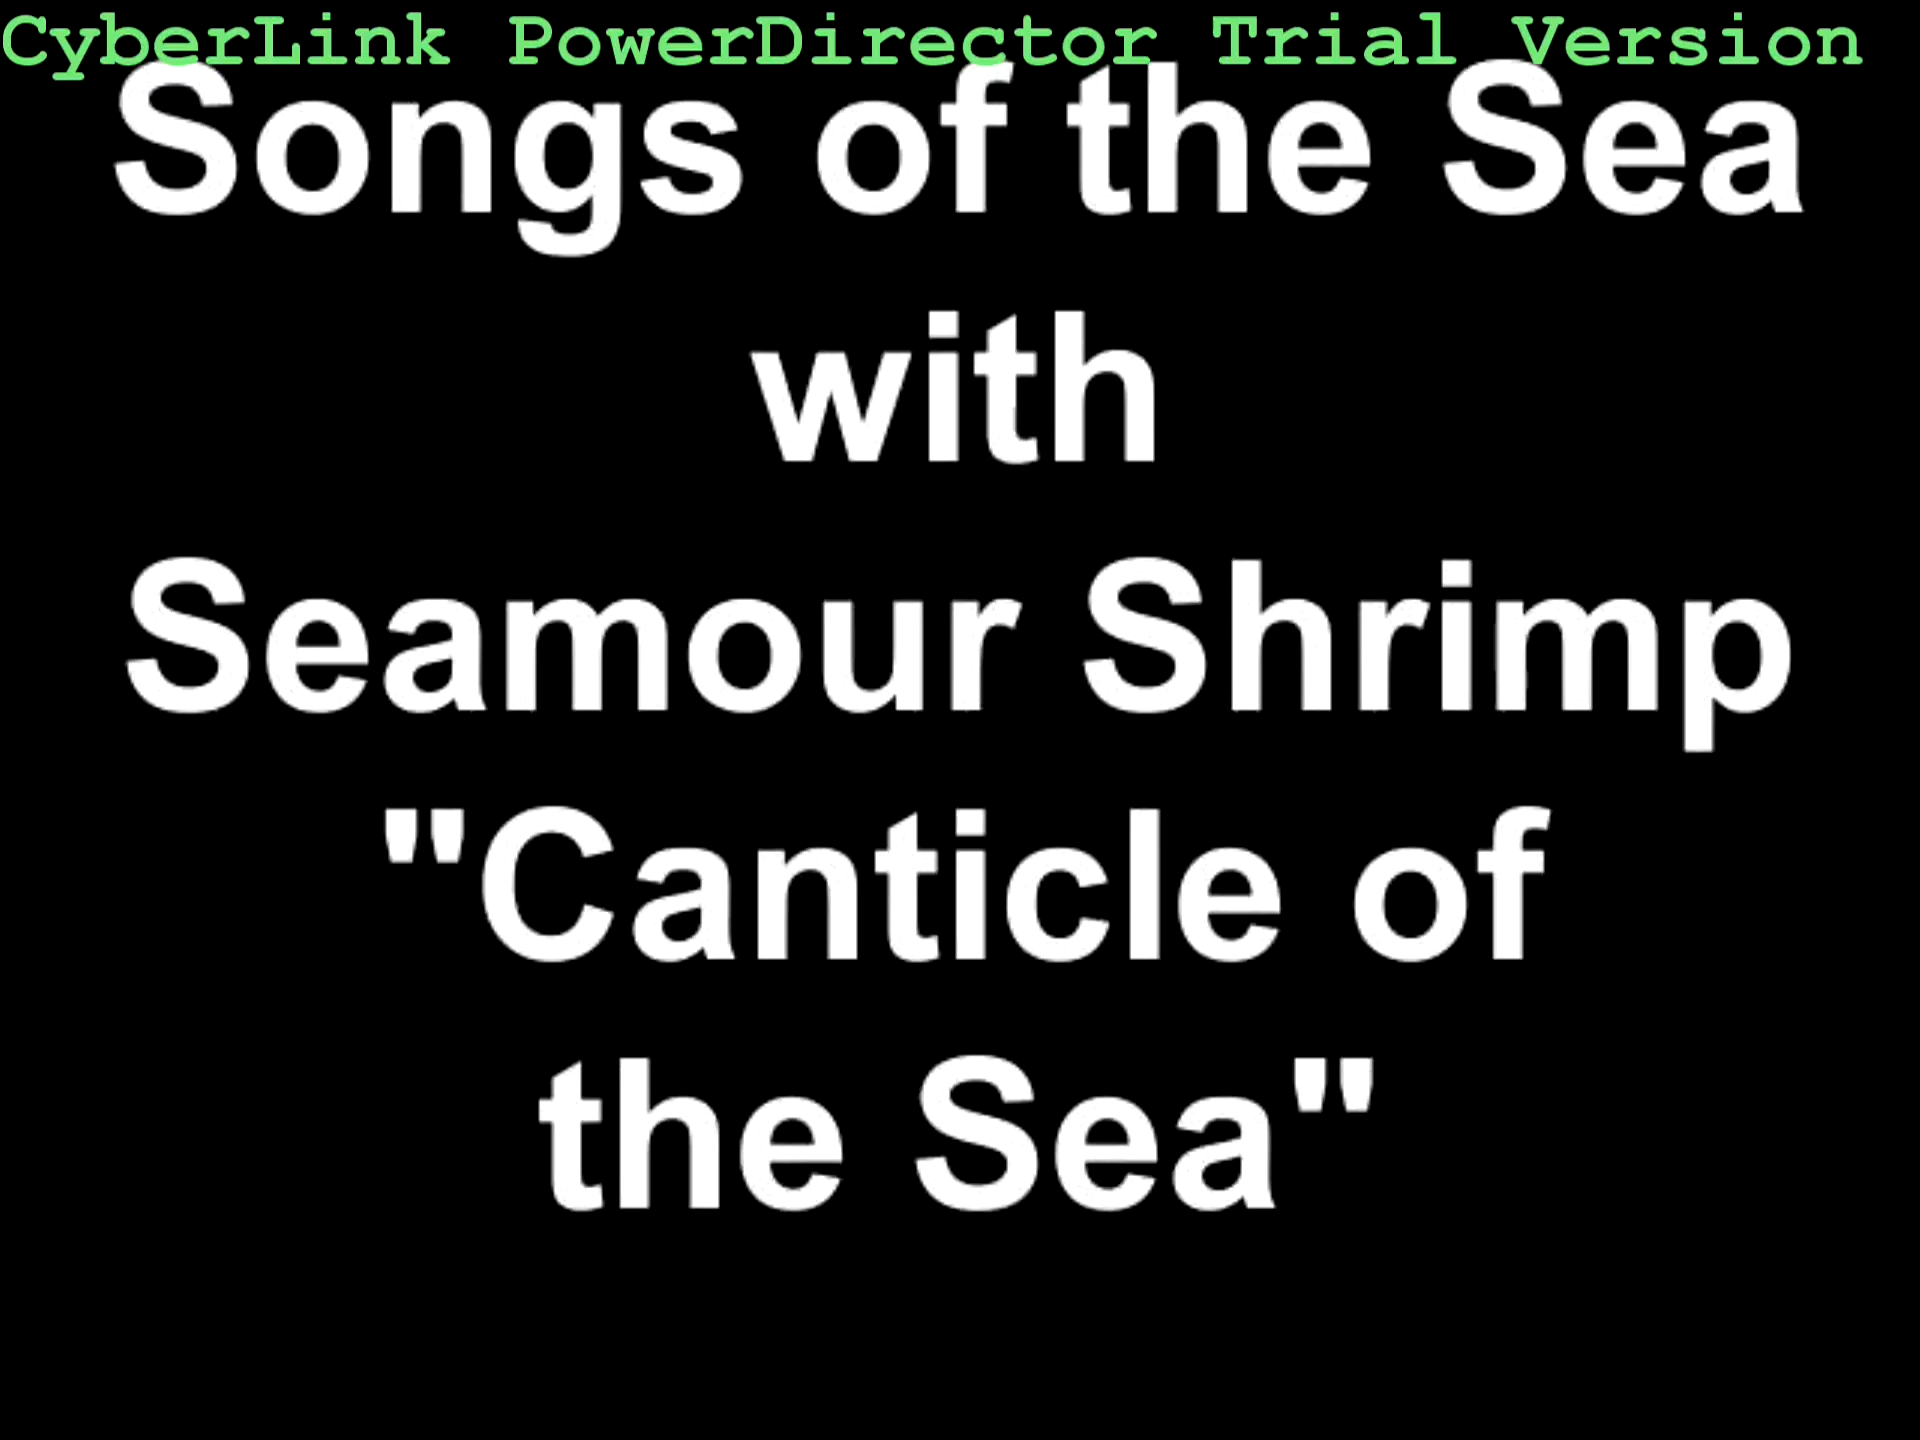 CyberLink PowerDirector Trial Version
Songs of the Sea
with
Seamour Shrimp
"Canticle of
the Sea"